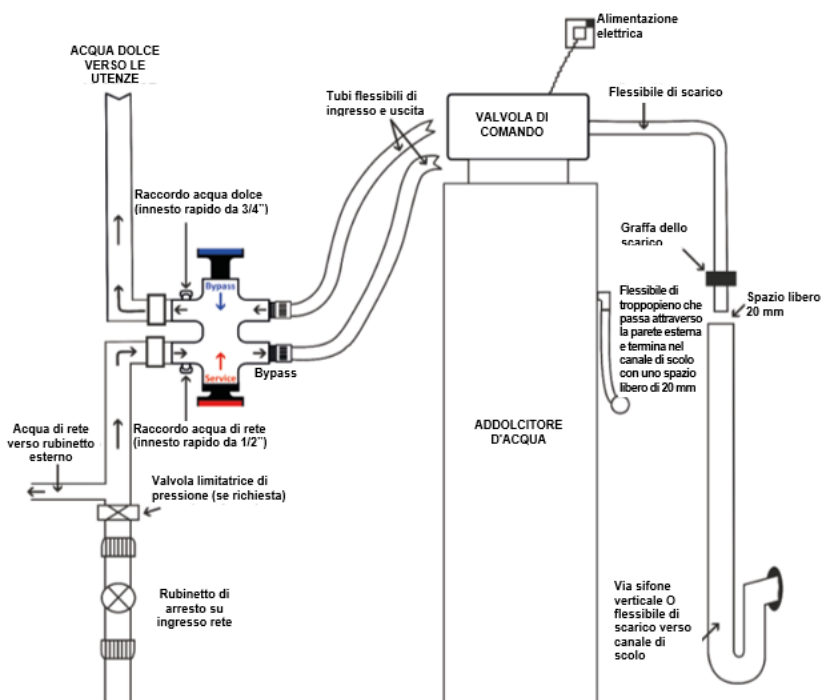 Alimentazione
elettrica
ACQUA DOLCE
VERSO LE
UTENZE
Tubi flessibili di
ingresso e uscita
VALVOLA DI
COMANDO
Flessibile di scarico
Raccordo acqua dolce
(innesto rapido da 3/4")
Graffa dello
scarico
Bypass
Spazio libero
20 mm
Flessibile di
troppopieno che
passa attraverso
la parete esterna
e termina nel
canale di scolo
con uno spazio
libero di 20 mm
Service
Bypass
Raccordo acqua di rete
(innesto rapido da 1/2")
Acqua di rete
verso rubinetto
esterno
ADDOLCITORE
D'ACQUA
Valvola limitatrice di
pressione (se richiesta)
Rubinetto di
arresto su
ingresso rete
Via sifone
verticale O
flessibile di
scarico verso
canale di
scolo